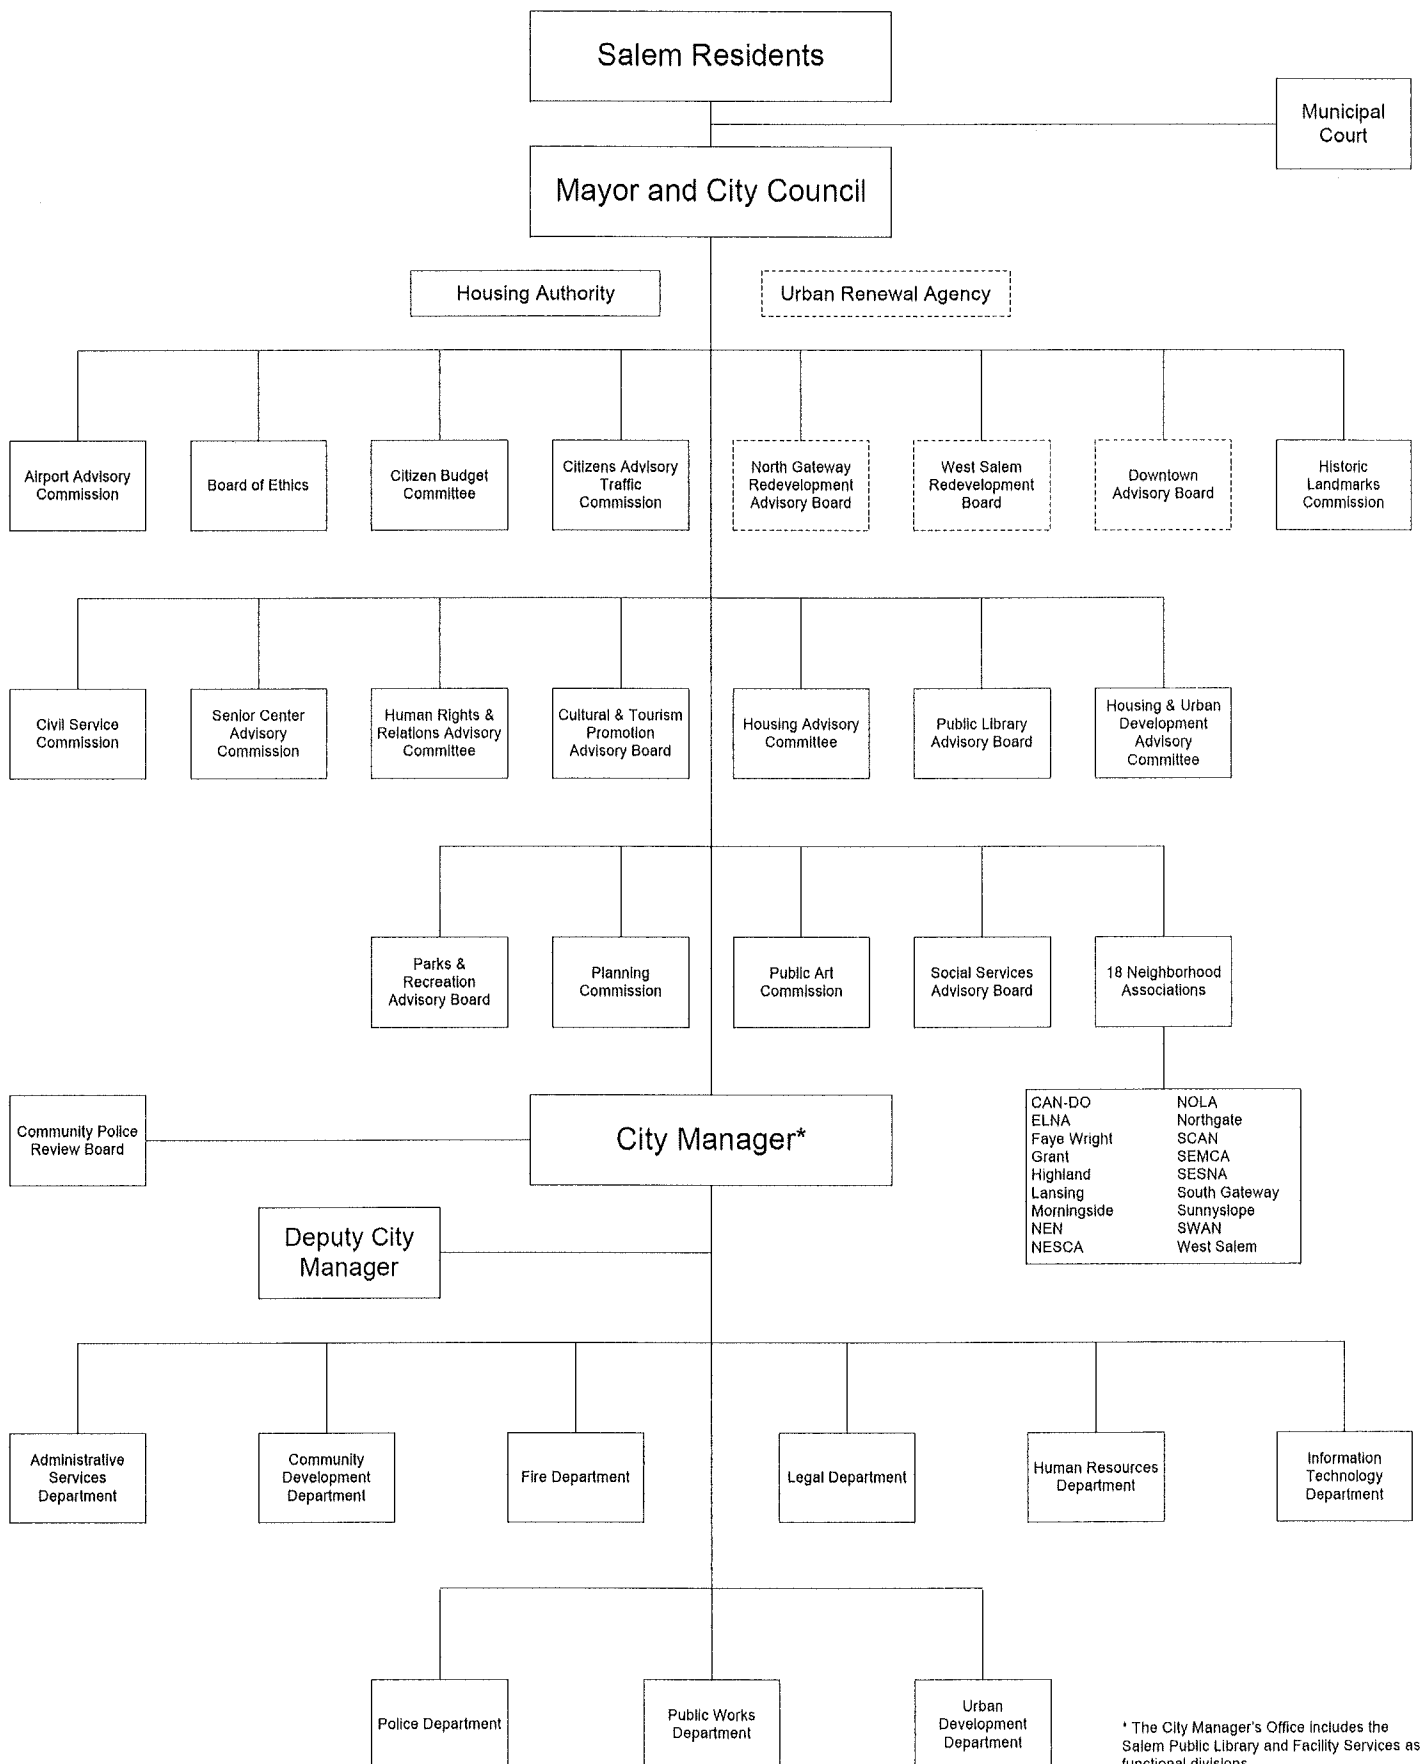 Salem Residents
Municipal
Court
Mayor and City Council
Housing Authority
Urban Renewal Agency
Airport Advisory
Commission
Board of Ethics
Citizen Budget
Committee
Citizens Advisory
Traffic
Commission
North Gateway
Redevelopment
Advisory Board
West Salem
Redevelopment
Board
Downtown
Advisory Board
Historic
Landmarks
Commission
Civil Service
Commission
Senior Center
Advisory
Commission
Human Rights &
Relations Advisory
Committee
Cultural & Tourism
Promotion
Advisory Board
Housing Advisory
Committee
Public Library
Advisory Board
Housing & Urban
Development
Advisory
Committee
Parks &
Recreation
Advisory Board
Planning
Commission
Public Art
Commission
Social Services
Advisory Board
18 Neighborhood
Associations
CAN-DO
ELNA
Faye Wright
Grant
Highland
Lansing
Morningside
NEN
NESCA
NOLA
Northgate
SCAN
SEMCA
SESNA
South Gateway
Sunnyslope
SWAN
West Salem
Community Police
Review Board
City Manager*
Deputy City
Manager
Administrative
Services
Department
Community
Development
Department
Fire Department
Legal Department
Human Resources
Department
Information
Technology
Department
Police Department
Public Works
Department
Urban
Development
Department
* The City Manager's Office includes the
Salem Public Library and Facility Services as
functional divisions